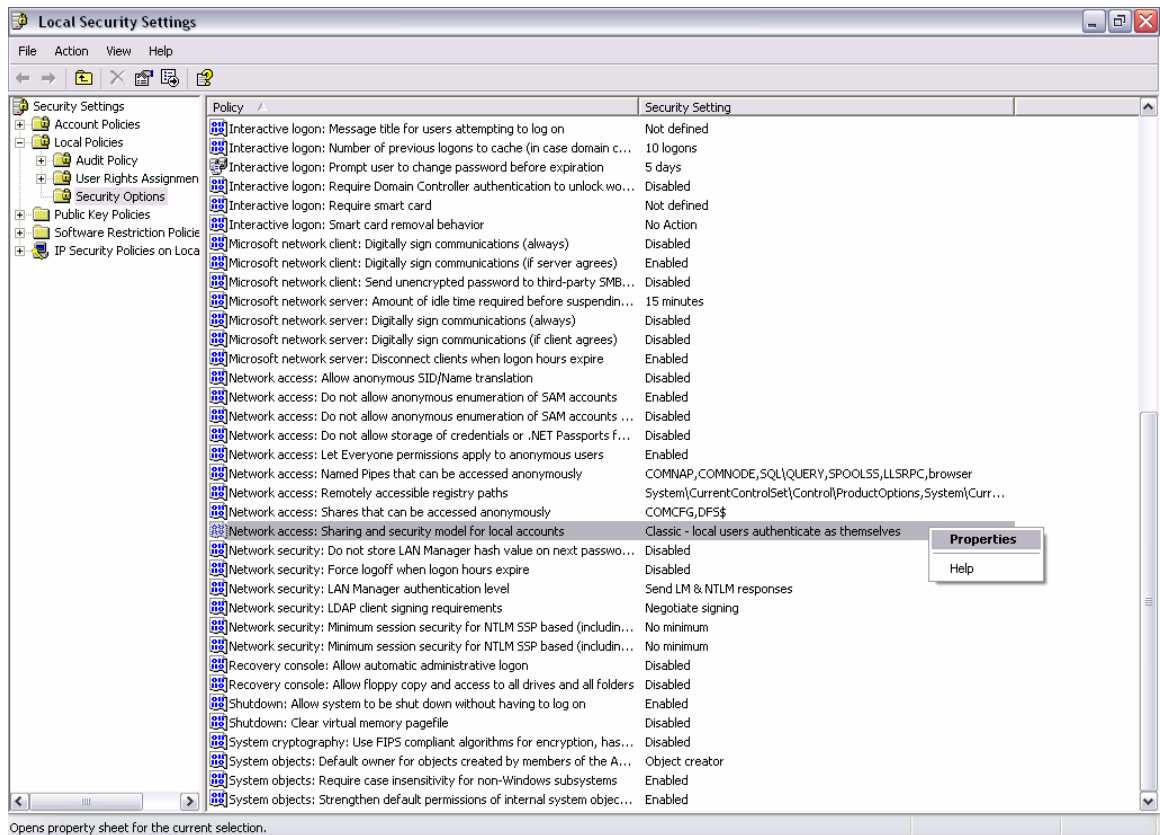 Local Security Settings
File Action View Help
Security Settings
Account Policies
Local Policies
Audit Policy
User Rights Assignmen
Security Options
Public Key Policies
Software Restriction Policie
IP Security Policies on Loca
Policy Security Setting
Interactive logon: Message title for users attempting to log on Not defined
Interactive logon: Number of previous logons to cache (in case domain c... 10 logons
Interactive logon: Prompt user to change password before expiration 5 days
Interactive logon: Require Domain Controller authentication to unlock wo... Disabled
Interactive logon: Require smart card Not defined
Interactive logon: Smart card removal behavior No Action
Microsoft network client: Digitally sign communications (always) Disabled
Microsoft network client: Digitally sign communications (if server agrees) Enabled
Microsoft network client: Send unencrypted password to third-party SMB... Disabled
Microsoft network server: Amount of idle time required before suspendin... 15 minutes
Microsoft network server: Digitally sign communications (always) Disabled
Microsoft network server: Digitally sign communications (if client agrees) Disabled
Microsoft network server: Disconnect clients when logon hours expire Enabled
Network access: Allow anonymous SID/Name translation Disabled
Network access: Do not allow anonymous enumeration of SAM accounts Enabled
Network access: Do not allow anonymous enumeration of SAM accounts ... Disabled
Network access: Do not allow storage of credentials or .NET Passports f... Disabled
Network access: Let Everyone permissions apply to anonymous users Enabled
Network access: Named Pipes that can be accessed anonymously COMNAP,COMNODE,SQL\QUERY,SPOOLSS,LLSRPC,browser
Network access: Remotely accessible registry paths System\CurrentControlSet\Control\ProductOptions,System\Curr...
Network access: Shares that can be accessed anonymously COMCFG,DFS$
Network access: Sharing and security model for local accounts Classic - local users authenticate as themselves
Properties
Help
Network security: Do not store LAN Manager hash value on next passwo... Disabled
Network security: Force logoff when logon hours expire Disabled
Network security: LAN Manager authentication level Send LM & NTLM responses
Network security: LDAP client signing requirements Negotiate signing
Network security: Minimum session security for NTLM SSP based (includin... No minimum
Network security: Minimum session security for NTLM SSP based (includin... No minimum
Recovery console: Allow automatic administrative logon Disabled
Recovery console: Allow floppy copy and access to all drives and all folders Disabled
Shutdown: Allow system to be shut down without having to log on Enabled
Shutdown: Clear virtual memory pagefile Disabled
System cryptography: Use FIPS compliant algorithms for encryption, has... Disabled
System objects: Default owner for objects created by members of the A... Object creator
System objects: Require case insensitivity for non-Windows subsystems Enabled
System objects: Strengthen default permissions of internal system objec... Enabled
Opens property sheet for the current selection.